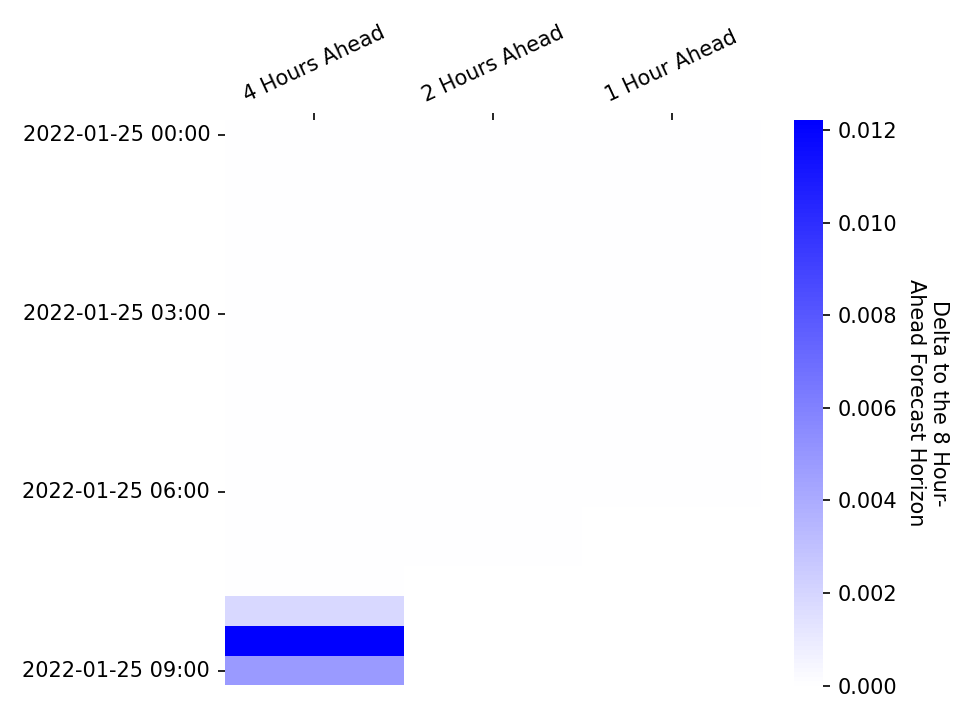 4 Hours Ahead
2 Hours Ahead
1 Hour Ahead
2022-01-25 00:00
2022-01-25 03:00
2022-01-25 06:00
2022-01-25 09:00
0.012
0.010
0.008
0.006
0.004
0.002
0.000
Delta to the 8 Hour-
Ahead Forecast Horizon